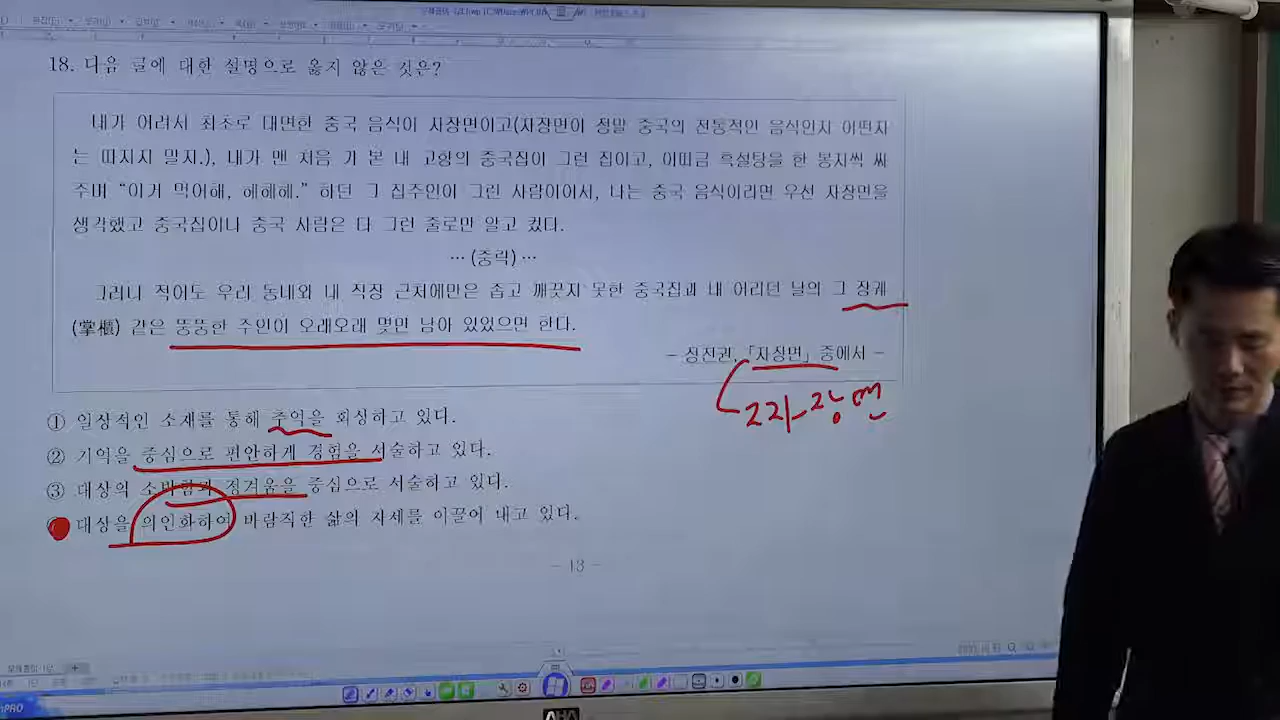 18. 다음 글에 대한 설명으로 옳지 않은 것은?
내가 어려서 최초로 대면한 중국 음식이 자장면이고(자장면이 정말 중국의 전통적인 음식인지 어떤지
는 따지지 말자.), 내가 맨 처음 가 본 내 고향의 중국집이 그런 집이고, 이따금 흑설탕을 한 봉지씩 싸
주며 “이거 먹어해, 헤헤헤.” 하던 그 집주인이 그런 사람이어서, 나는 중국 음식이라면 우선 자장면을
생각했고 중국집이나 중국 사람은 다 그런 줄로만 알고 컸다.
… (중략) …
그러니 적어도 우리 동네와 내 직장 근처에만은 좁고 깨끗지 못한 중국집과 내 어리던 날의 그 장궤
(掌櫃) 같은 뚱뚱한 주인이 오래오래 몇만 남아 있었으면 한다.
- 정진권, 「자장면」 중에서 -
짜장면
① 일상적인 소재를 통해 추억을 회상하고 있다.
② 기억을 중심으로 편안하게 경험을 서술하고 있다.
③ 대상의 소박함과 정겨움을 중심으로 서술하고 있다.
대상을 의인화하여 바람직한 삶의 자세를 이끌어 내고 있다.
- 13 -
AHA